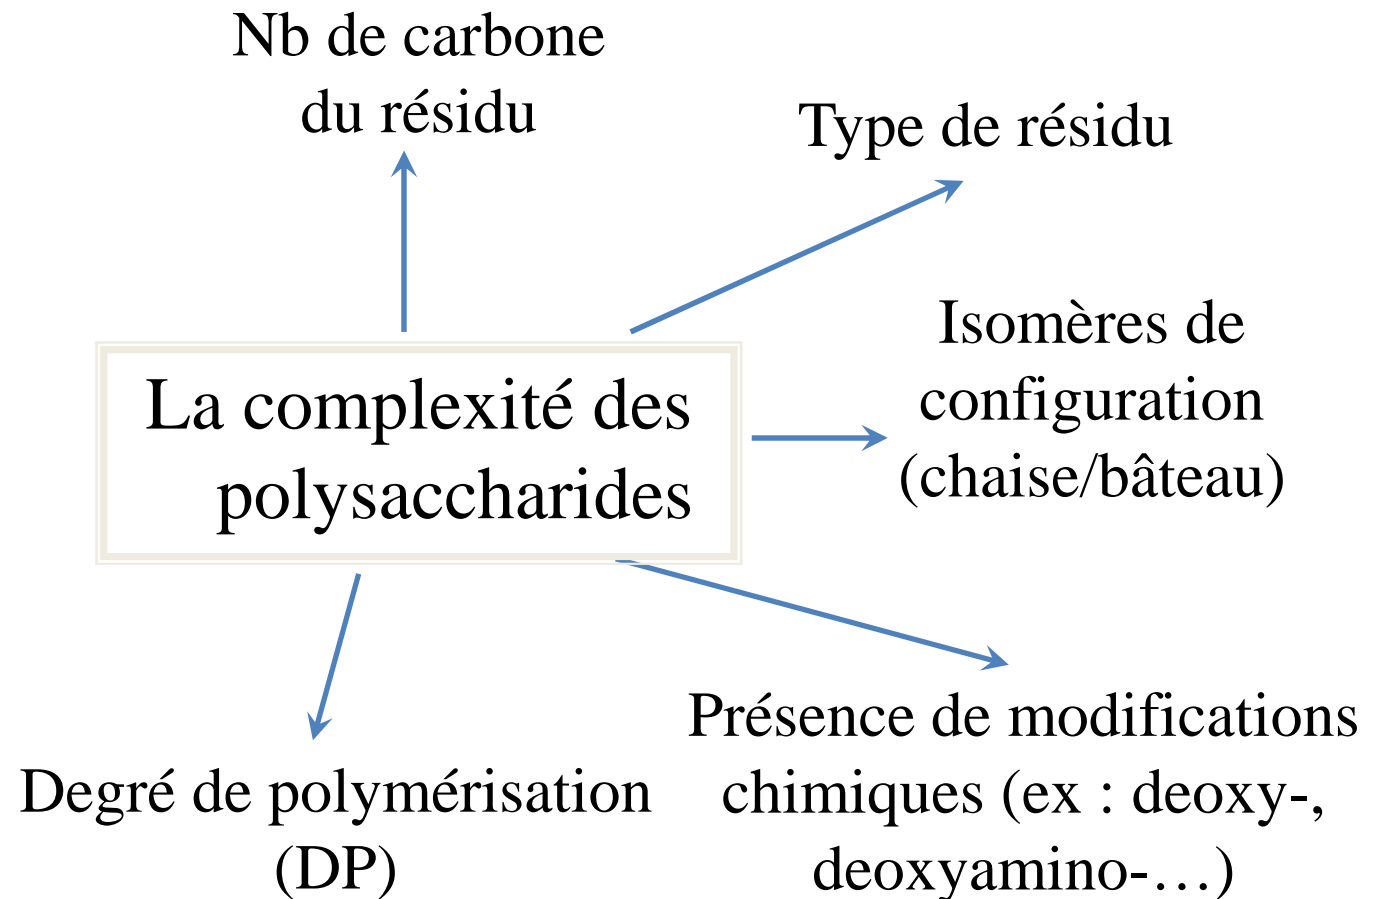 Nb de carbone
du résidu
Type de résidu
Isomères de
configuration
(chaise/bâteau)
La complexité des
polysaccharides
Présence de modifications
chimiques (ex : deoxy-,
deoxyamino-…)
Degré de polymérisation
(DP)